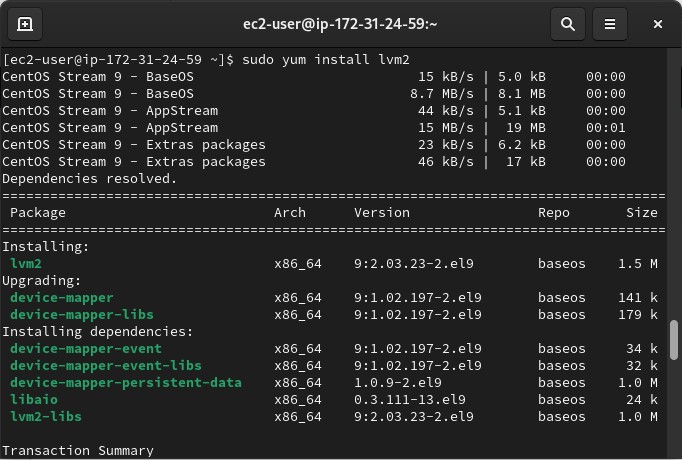 ec2-user@ip-172-31-24-59:~
[ec2-user@ip-172-31-24-59 ~]$ sudo yum install lvm2
CentOS Stream 9 - BaseOS 15 kB/s | 5.0 kB 00:00
CentOS Stream 9 - BaseOS 8.7 MB/s | 8.1 MB 00:00
CentOS Stream 9 - AppStream 44 kB/s | 5.1 kB 00:00
CentOS Stream 9 - AppStream 15 MB/s | 19 MB 00:01
CentOS Stream 9 - Extras packages 23 kB/s | 6.2 kB 00:00
CentOS Stream 9 - Extras packages 46 kB/s | 17 kB 00:00
Dependencies resolved.
===================================================================================
Package Arch Version Repo Size
===================================================================================
Installing:
lvm2 x86_64 9:2.03.23-2.el9 baseos 1.5 M
Upgrading:
device-mapper x86_64 9:1.02.197-2.el9 baseos 141 k
device-mapper-libs x86_64 9:1.02.197-2.el9 baseos 179 k
Installing dependencies:
device-mapper-event x86_64 9:1.02.197-2.el9 baseos 34 k
device-mapper-event-libs x86_64 9:1.02.197-2.el9 baseos 32 k
device-mapper-persistent-data x86_64 1.0.9-2.el9 baseos 1.0 M
libaio x86_64 0.3.111-13.el9 baseos 24 k
lvm2-libs x86_64 9:2.03.23-2.el9 baseos 1.0 M
Transaction Summary